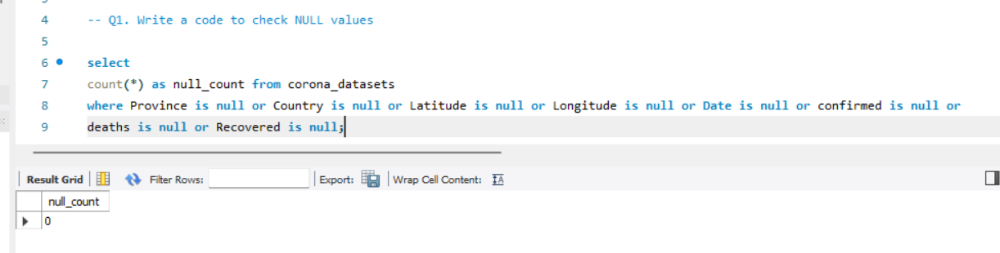 4 -- Q1. Write a code to check NULL values
5
6 select
7 count(*) as null_count from corona_datasets
8 where Province is null or Country is null or Latitude is null or Longitude is null or Date is null or confirmed is null or
9 deaths is null or Recovered is null;
Result Grid Filter Rows: Export: Wrap Cell Content: IA
null_count
0